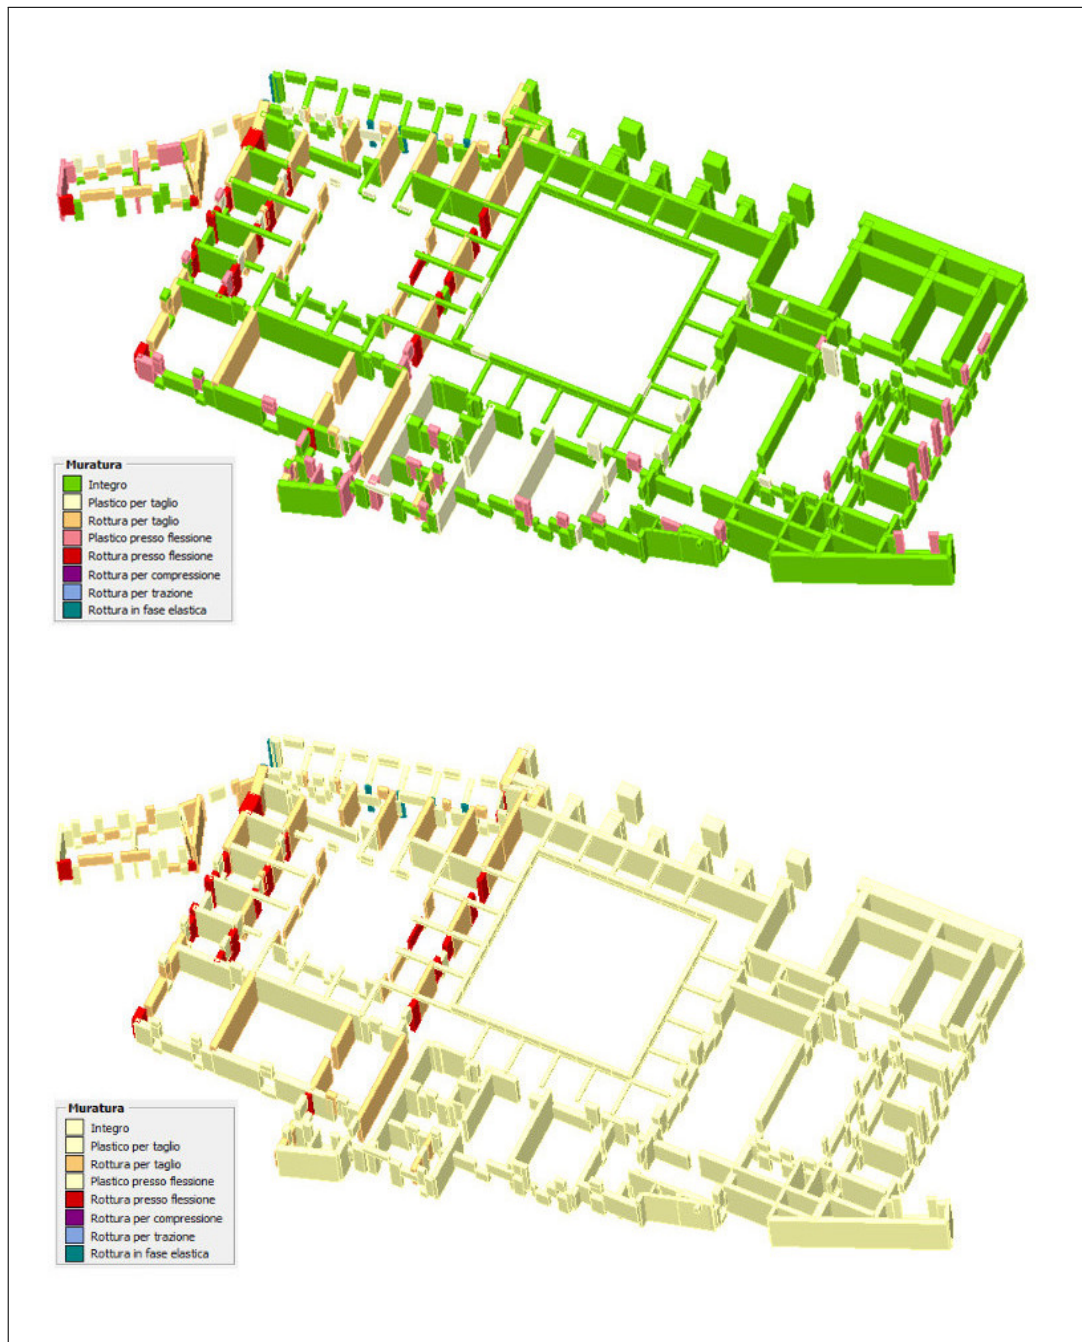 Muratura
Integro
Plastico per taglio
Rottura per taglio
Plastico presso flessione
Rottura presso flessione
Rottura per compressione
Rottura per trazione
Rottura in fase elastica
Muratura
Integro
Plastico per taglio
Rottura per taglio
Plastico presso flessione
Rottura presso flessione
Rottura per compressione
Rottura per trazione
Rottura in fase elastica